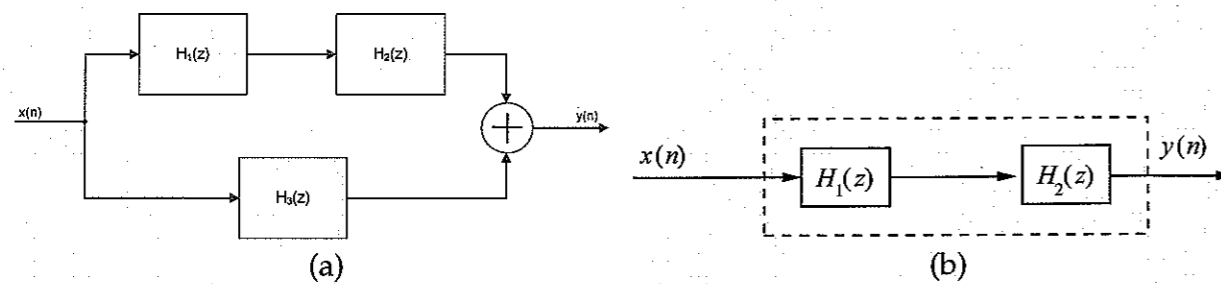 H₁(z)
H₂(z)
x(n)
y(n)
H₃(z)
(a)
x(n)
H₁(z)
H₂(z)
y(n)
(b)